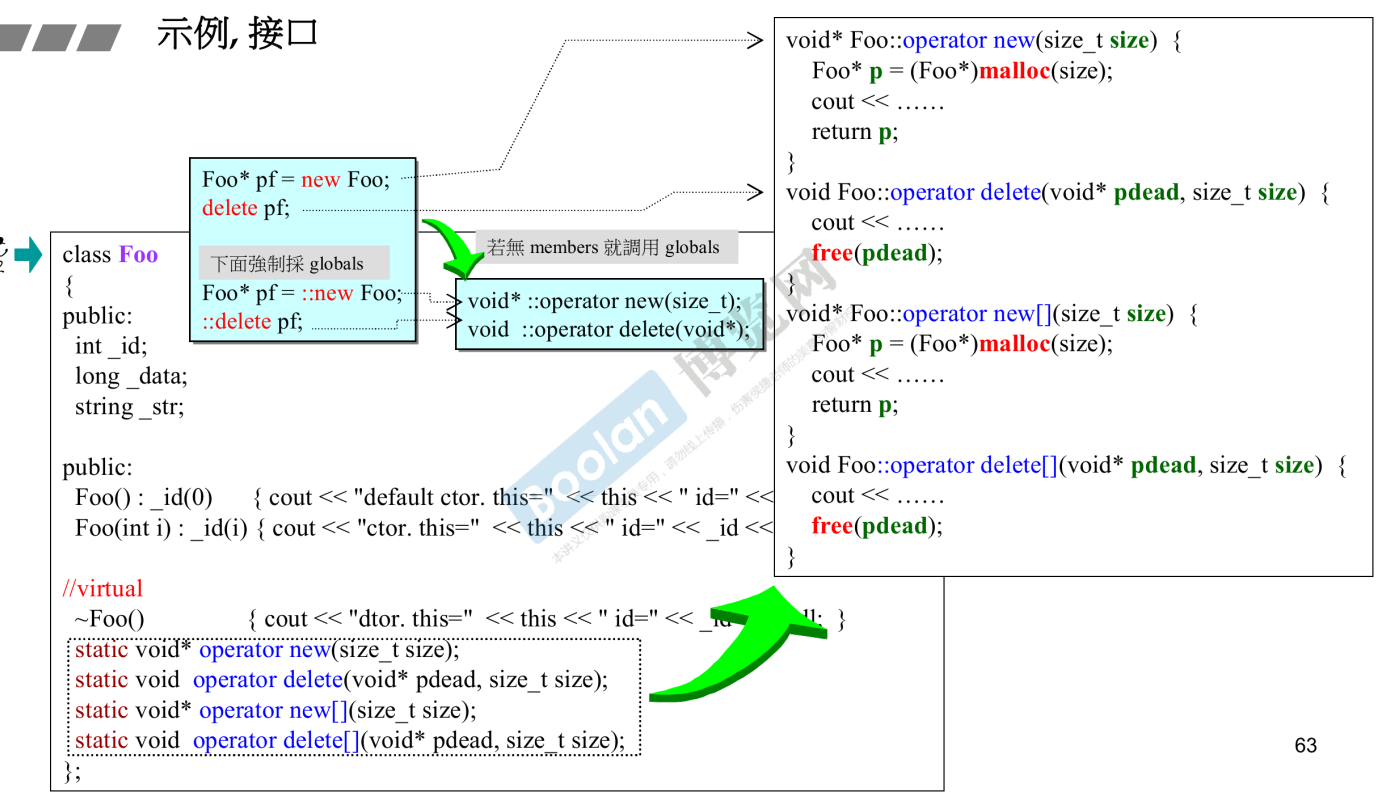 示例, 接口
void* Foo::operator new(size_t size) {
Foo* p = (Foo*)malloc(size);
cout << ……
return p;
}
void Foo::operator delete(void* pdead, size_t size) {
cout << ……
free(pdead);
}
void* Foo::operator new[](size_t size) {
Foo* p = (Foo*)malloc(size);
cout << ……
return p;
}
void Foo::operator delete[](void* pdead, size_t size) {
cout << ……
free(pdead);
}
Foo* pf = new Foo;
delete pf;
下面強制採 globals
Foo* pf = ::new Foo;
::delete pf;
若無 members 就調用 globals
void* ::operator new(size_t);
void ::operator delete(void*);
class Foo
{
public:
int _id;
long _data;
string _str;
public:
Foo() : _id(0) { cout << "default ctor. this=" << this << " id=" <<
Foo(int i) : _id(i) { cout << "ctor. this=" << this << " id=" << _id <<
//virtual
~Foo() { cout << "dtor. this=" << this << " id=" << _id l; }
static void* operator new(size_t size);
static void operator delete(void* pdead, size_t size);
static void* operator new[](size_t size);
static void operator delete[](void* pdead, size_t size);
};
Boolan 博览网
63